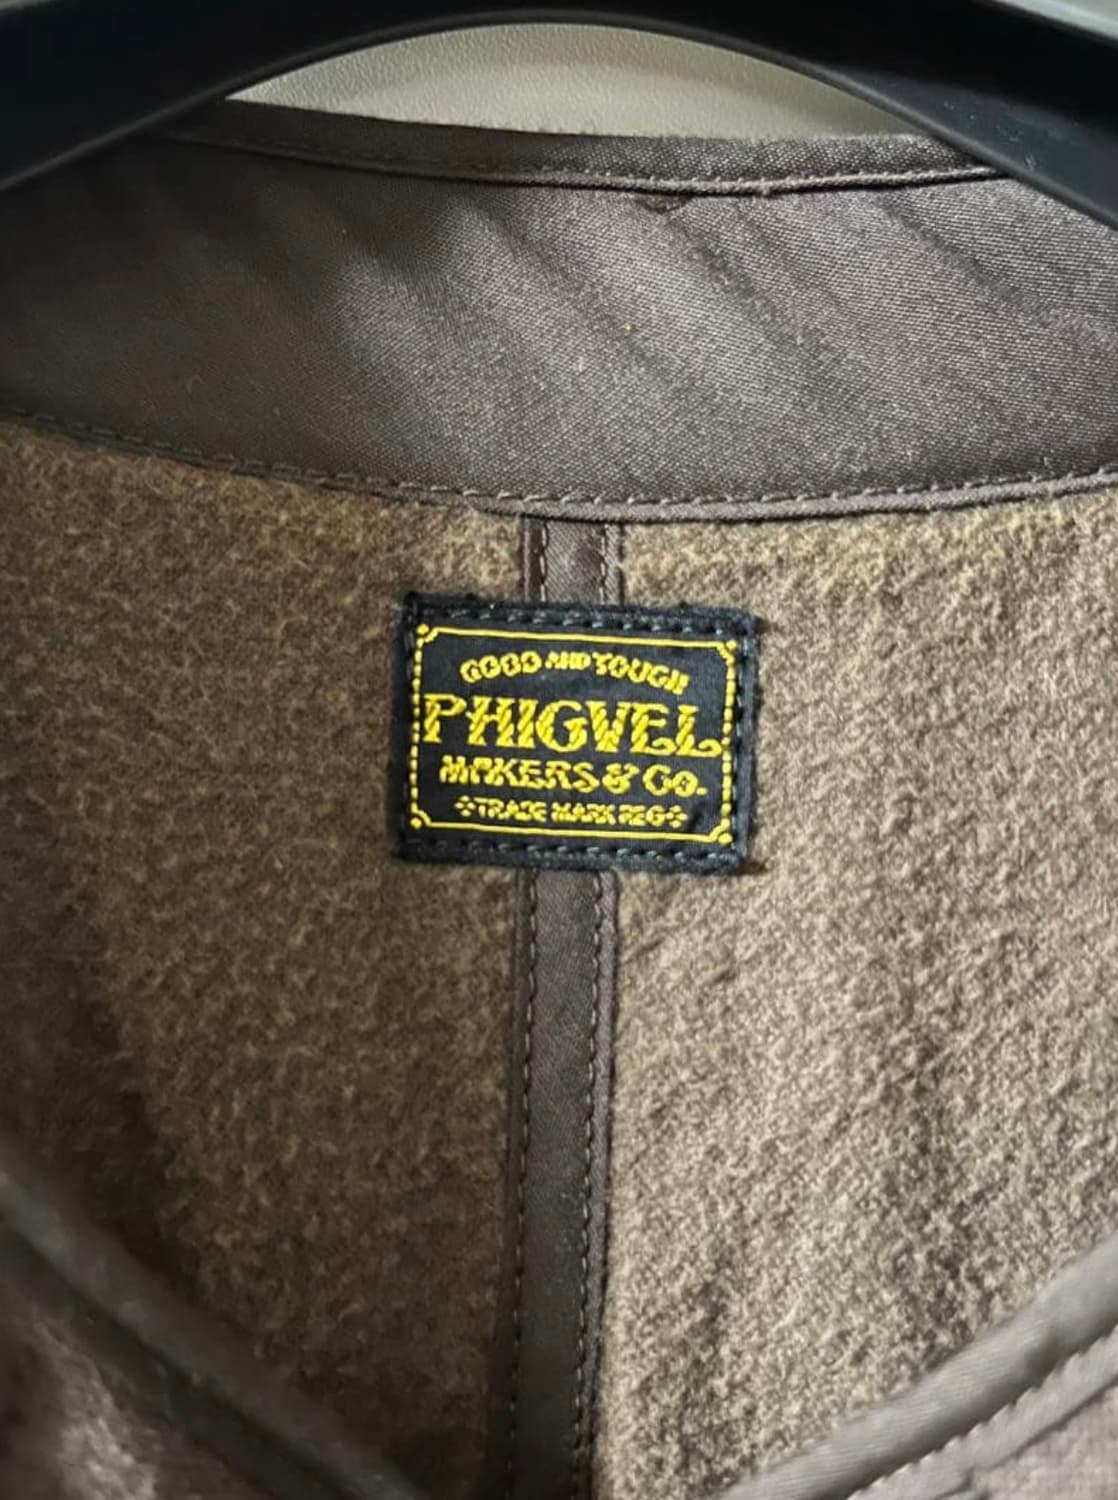 GOOD AND TOUGH
PHIGVEL
MAKERS & Co.
TRADE MARK REG